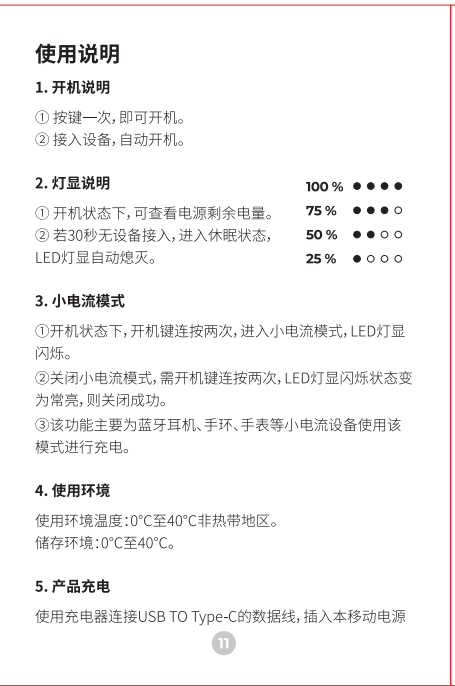 使用说明
1. 开机说明
① 按键一次，即可开机。
② 接入设备，自动开机。
2. 灯显说明
① 开机状态下，可查看电源剩余电量。
② 若30秒无设备接入，进入休眠状态，
LED灯显自动熄灭。
100 % ●●●●
75 % ●●●○
50 % ●●○○
25 % ●○○○
3. 小电流模式
①开机状态下，开机键连按两次，进入小电流模式，LED灯显
闪烁。
②关闭小电流模式，需开机键连按两次，LED灯显闪烁状态变
为常亮，则关闭成功。
③该功能主要为蓝牙耳机、手环、手表等小电流设备使用该
模式进行充电。
4. 使用环境
使用环境温度：0℃至40℃非热带地区。
储存环境：0℃至40℃。
5. 产品充电
使用充电器连接USB TO Type-C的数据线，插入本移动电源
11